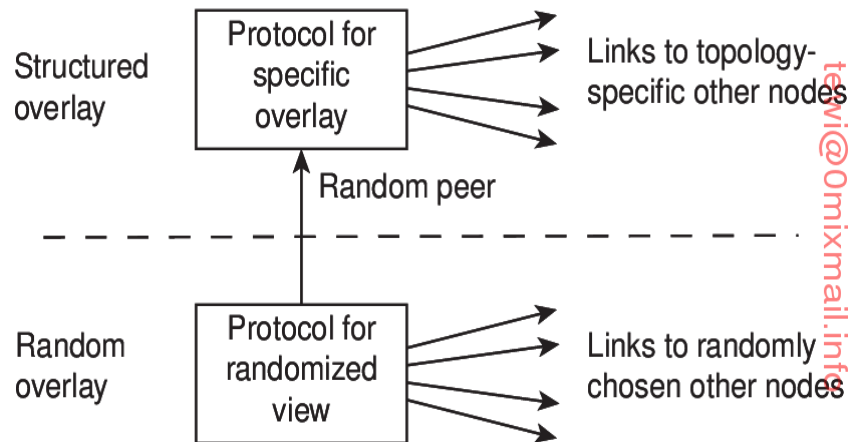 Structured
overlay
Protocol for
specific
overlay
Links to topology-
specific other nodes
Random peer
Random
overlay
Protocol for
randomized
view
Links to randomly
chosen other nodes
tewi@0mixmail.info